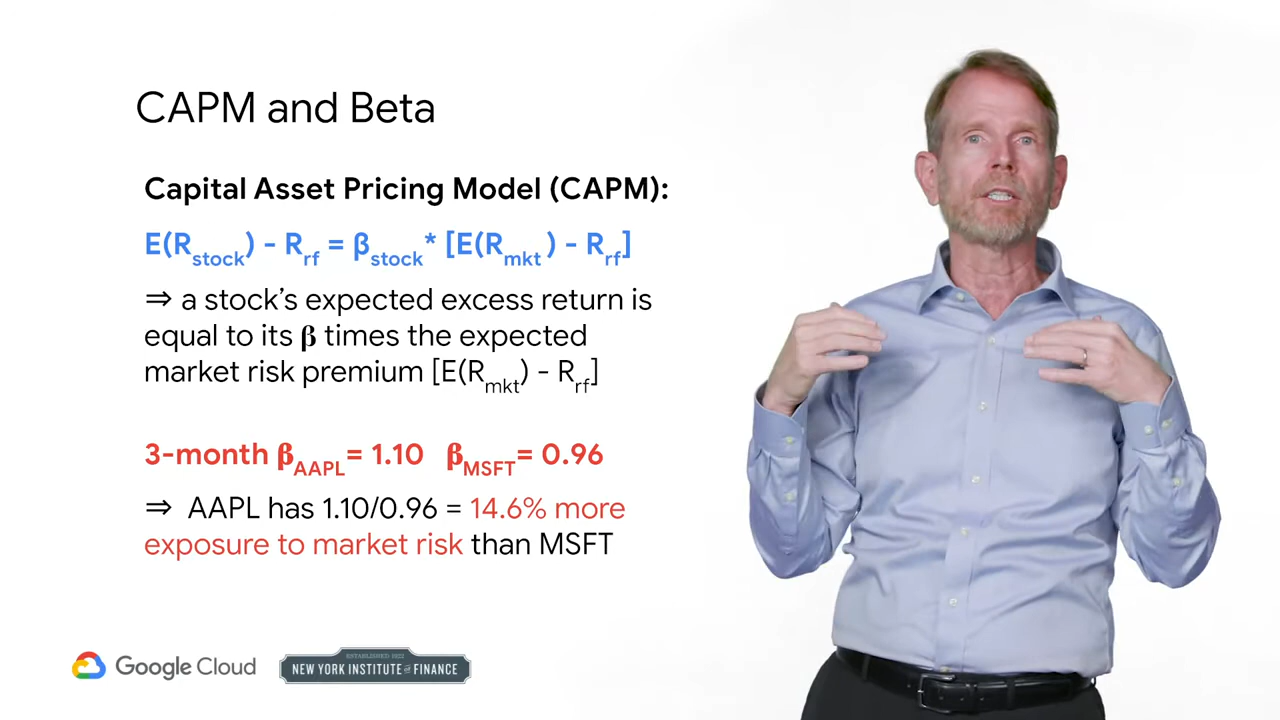 CAPM and Beta
Capital Asset Pricing Model (CAPM):
E(Rstock) - Rrf = βstock* [E(Rmkt) - Rrf]
⇒ a stock’s expected excess return is
equal to its β times the expected
market risk premium [E(Rmkt) - Rrf]
3-month βAAPL= 1.10 βMSFT= 0.96
⇒ AAPL has 1.10/0.96 = 14.6% more
exposure to market risk than MSFT
Google Cloud
ESTABLISHED 1922
NEW YORK INSTITUTE OF FINANCE